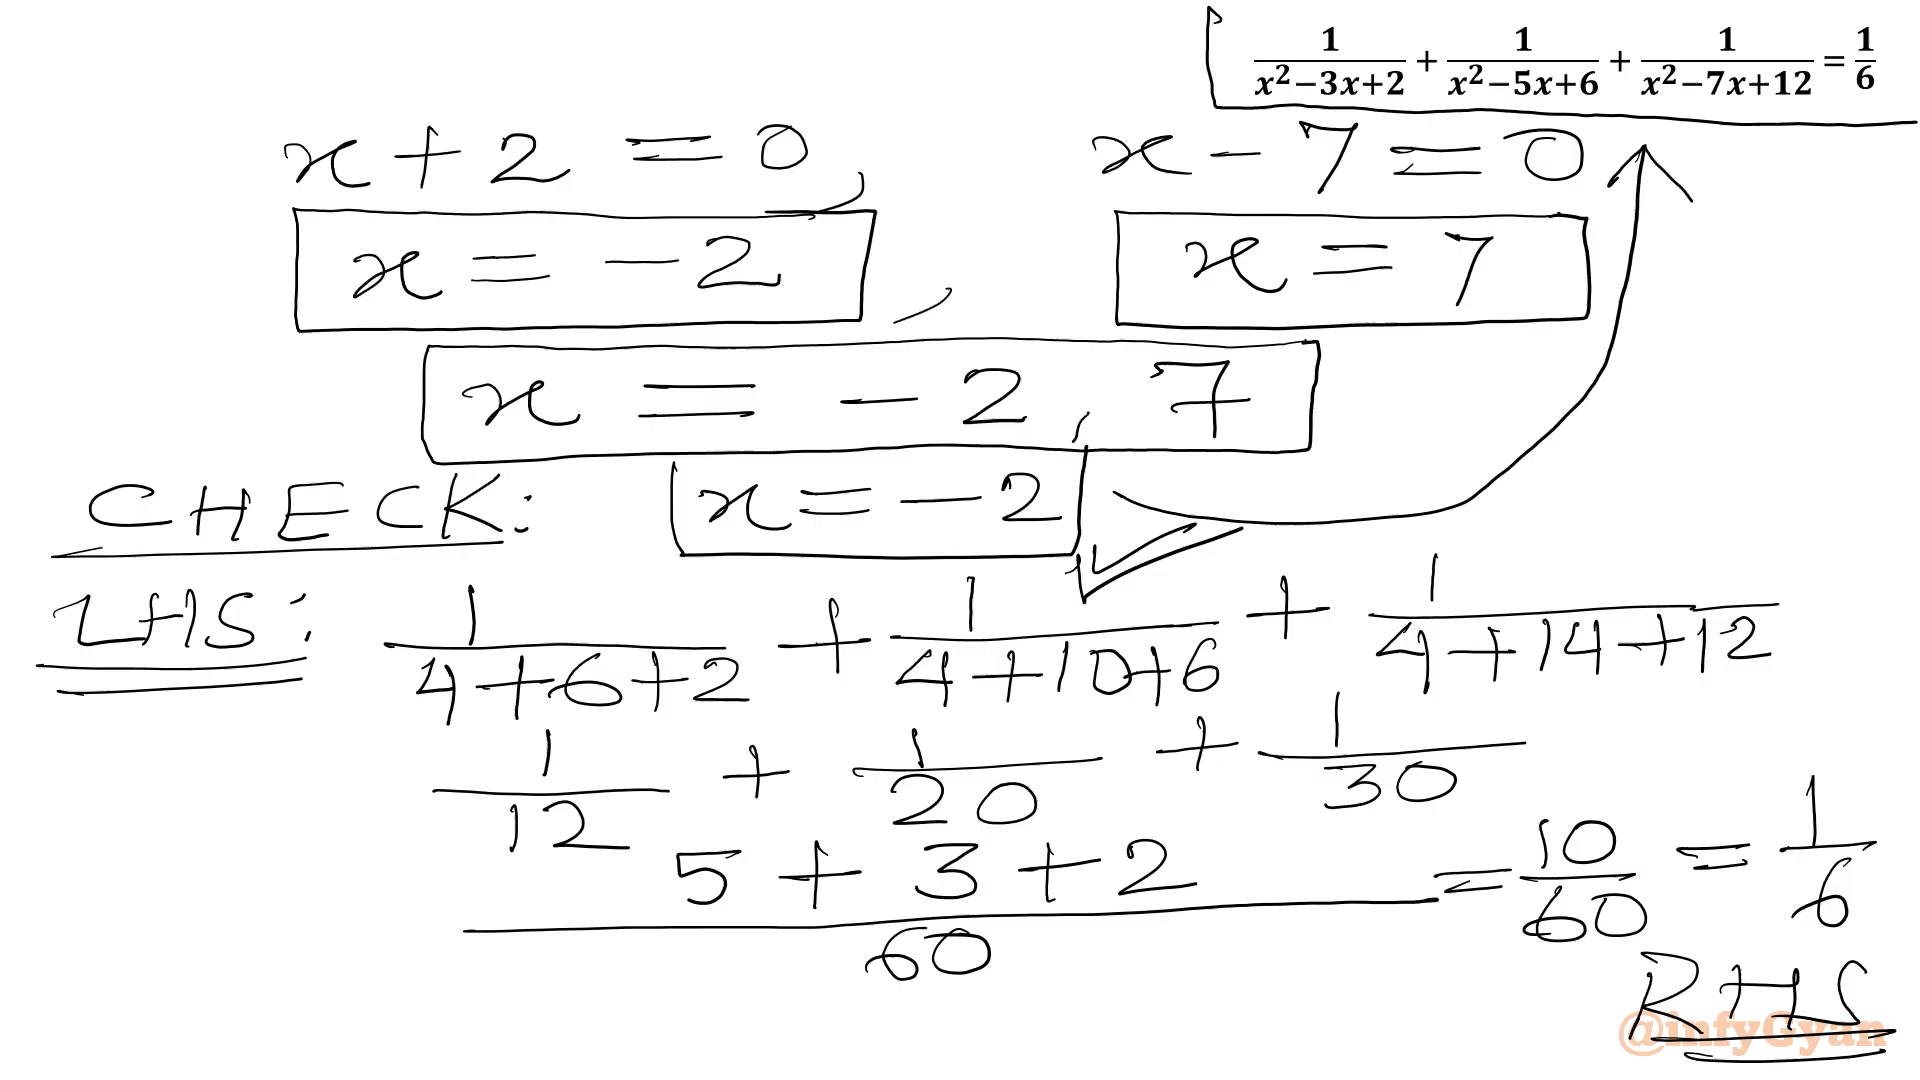 1/(x²−3x+2) + 1/(x²−5x+6) + 1/(x²−7x+12) = 1/6
x + 2 = 0, x − 7 = 0
x = −2, x = 7
x = −2, 7
CHECK: x = −2
LHS: 1/(4+6+2) + 1/(4+10+6) + 1/(4+14+12)
1/12 + 1/20 + 1/30
(5 + 3 + 2)/60 = 10/60 = 1/6
RHS
@infyGyan